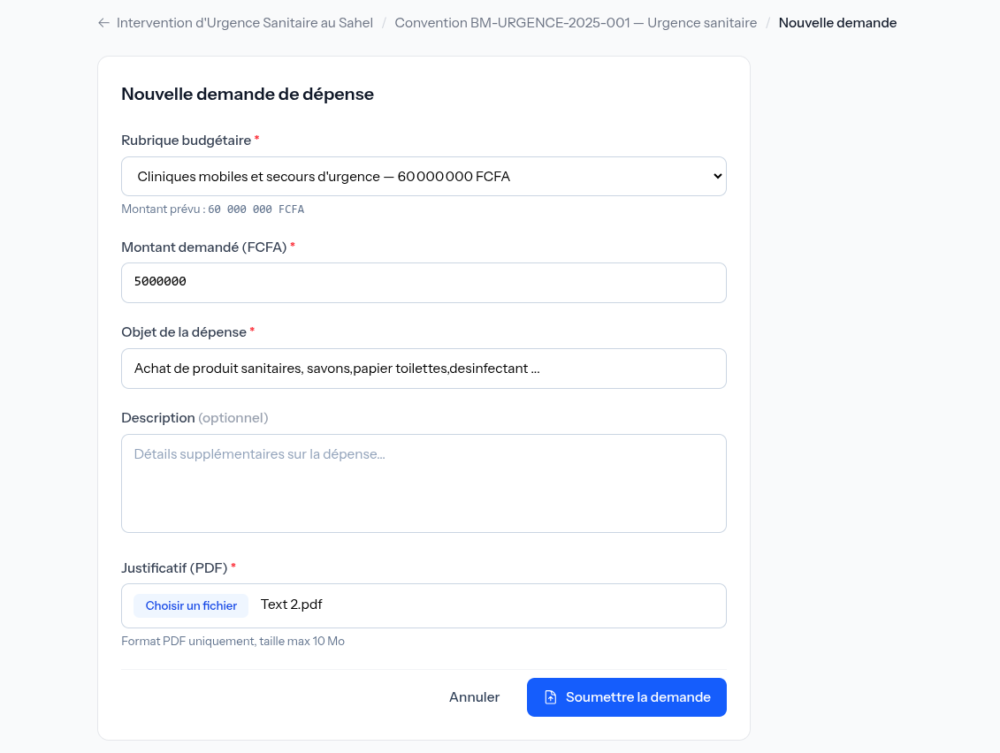 ← Intervention d'Urgence Sanitaire au Sahel / Convention BM-URGENCE-2025-001 — Urgence sanitaire / Nouvelle demande
Nouvelle demande de dépense
Rubrique budgétaire *
Cliniques mobiles et secours d'urgence — 60 000 000 FCFA
Montant prévu : 60 000 000 FCFA
Montant demandé (FCFA) *
5000000
Objet de la dépense *
Achat de produit sanitaires, savons,papier toilettes,desinfectant ...
Description (optionnel)
Détails supplémentaires sur la dépense...
Justificatif (PDF) *
Choisir un fichier Text 2.pdf
Format PDF uniquement, taille max 10 Mo
Annuler Soumettre la demande